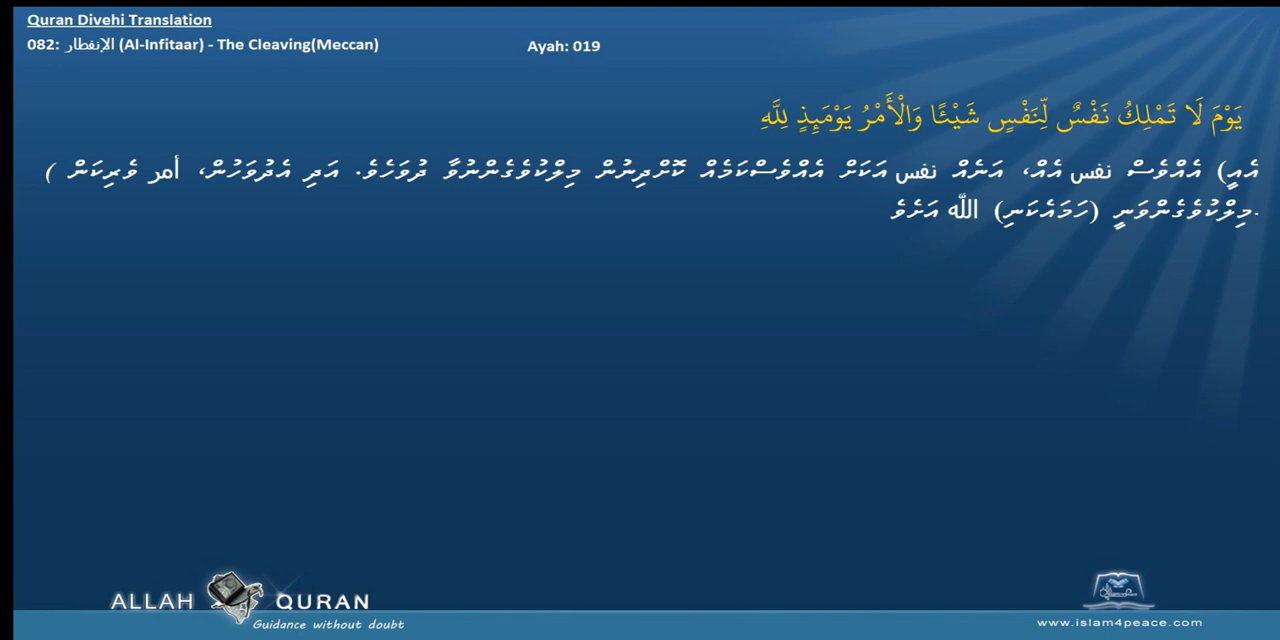 Quran Divehi Translation
082: الإنفطار (Al-Infitaar) - The Cleaving(Meccan)
Ayah: 019
يَوْمَ لَا تَمْلِكُ نَفْسٌ لِّنَفْسٍ شَيْئًا وَالْأَمْرُ يَوْمَئِذٍ لِلَّهِ
އެއީ) އެއްވެސް نفس އެއް، އަނެއް نفس އަކަށް އެއްވެސްކަމެއް ކޮށްދިނުން މިލްކުވެގެންނުވާ ދުވަހެވެ. އަދި އެދުވަހުން، أمر ވެރިކަން )
.މިލްކުވެގެންވަނީ (ހަމައެކަނި) اللَّه އަށެވެ
ALLAH QURAN
Guidance without doubt
www.islam4peace.com